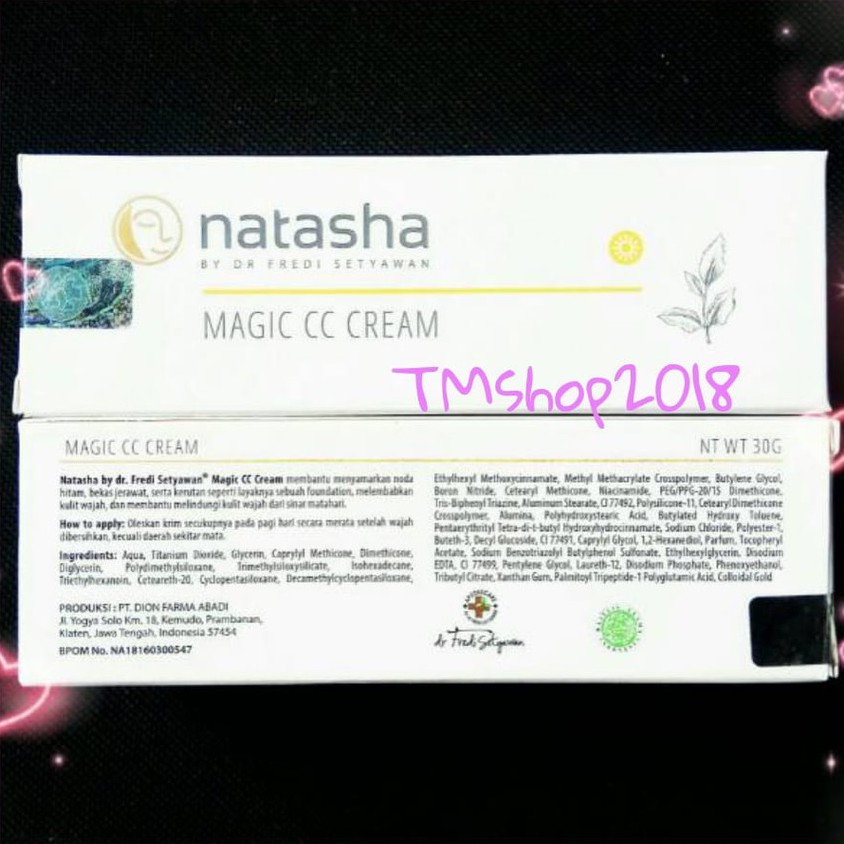 natasha
BY DR FREDI SETYAWAN
MAGIC CC CREAM
TMshop2018
MAGIC CC CREAM
NT WT 30G
Natasha by dr. Fredi Setyawan® Magic CC Cream membantu menyamarkan noda
hitam, bekas jerawat, serta kerutan seperti layaknya sebuah foundation, melembabkan
kulit wajah, dan membantu melindungi kulit wajah dari sinar matahari.
How to apply: Oleskan krim secukupnya pada pagi hari secara merata setelah wajah
dibersihkan, kecuali daerah sekitar mata.
Ingredients: Aqua, Titanium Dioxide, Glycerin, Caprylyl Methicone, Dimethicone,
Diglycerin, Polydimethylsiloxane, Trimethylsiloxysilicate, Isohexadecane,
Triethylhexanoin, Ceteareth-20, Cyclopentasiloxane, Decamethylcyclopentasiloxane,
Ethylhexyl Methoxycinnamate, Methyl Methacrylate Crosspolymer, Butylene Glycol,
Boron Nitride, Cetearyl Methicone, Niacinamide, PEG/PPG-20/15 Dimethicone,
Tris-Biphenyl Triazine, Aluminum Stearate, CI 77492, Polysilicone-11, Cetearyl Dimethicone
Crosspolymer, Alumina, Polyhydroxystearic Acid, Butylated Hydroxy Toluene,
Pentaerythrityl Tetra-di-t-butyl Hydroxyhydrocinnamate, Sodium Chloride, Polyester-1,
Buteth-3, Decyl Glucoside, CI 77491, Caprylyl Glycol, 1,2-Hexanediol, Parfum, Tocopheryl
Acetate, Sodium Benzotriazolyl Butylphenol Sulfonate, Ethylhexylglycerin, Disodium
EDTA, CI 77499, Pentylene Glycol, Laureth-12, Disodium Phosphate, Phenoxyethanol,
Tributyl Citrate, Xanthan Gum, Palmitoyl Tripeptide-1 Polyglutamic Acid, Colloidal Gold
PRODUKSI : PT. DION FARMA ABADI
Jl. Yogya Solo Km. 18, Kemudo, Prambanan,
Klaten, Jawa Tengah, Indonesia 57454
BPOM No. NA18160300547
APOTHECARY
dr Fredi Setyawan